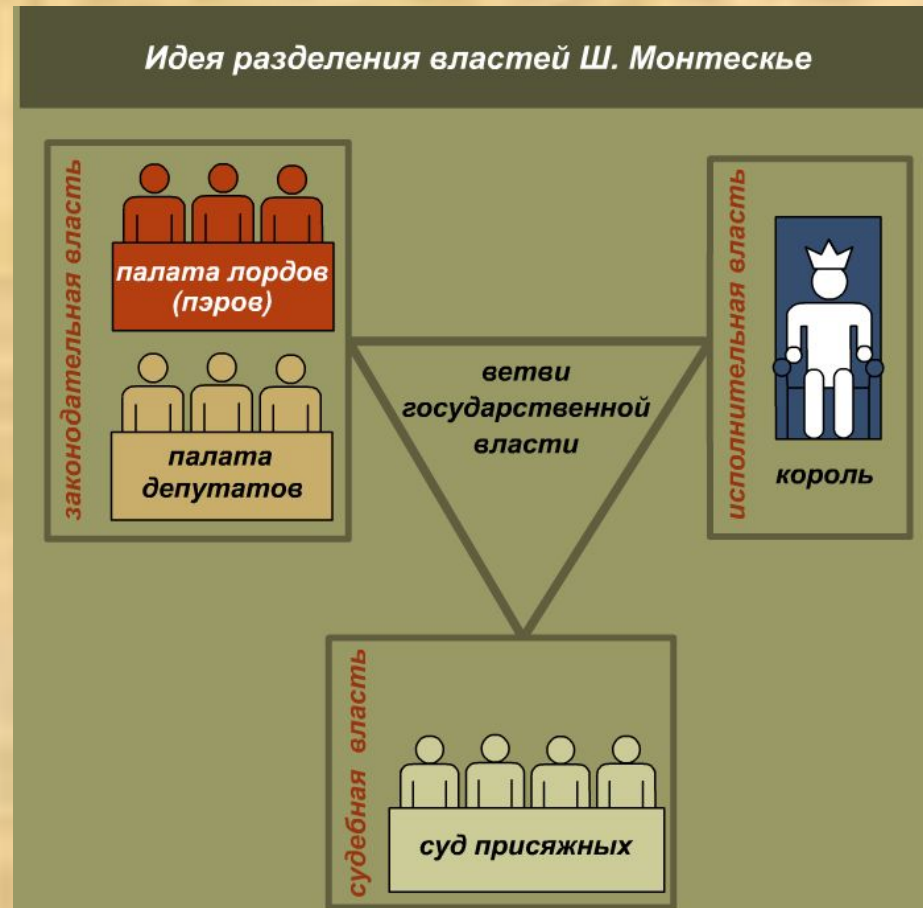 Идея разделения властей Ш. Монтескье
законодательная власть
палата лордов
(пэров)
палата
депутатов
ветви
государственной
власти
исполнительная власть
король
судебная власть
суд присяжных